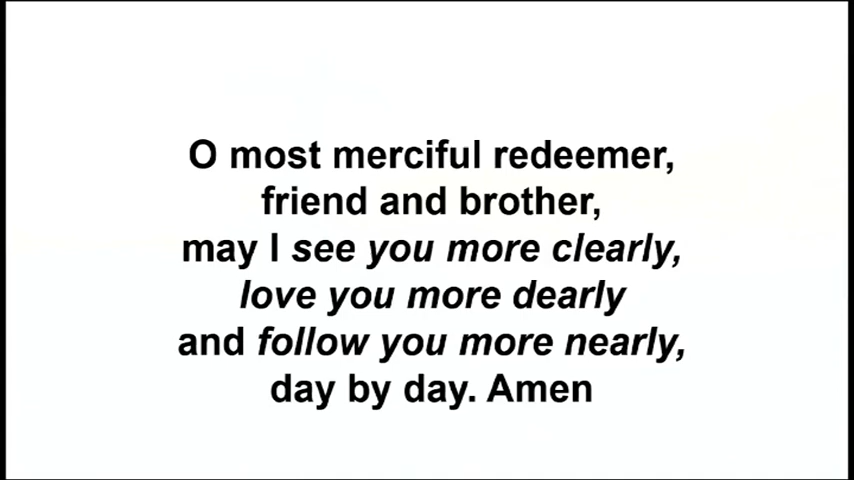 O most merciful redeemer,
friend and brother,
may I see you more clearly,
love you more dearly
and follow you more nearly,
day by day. Amen